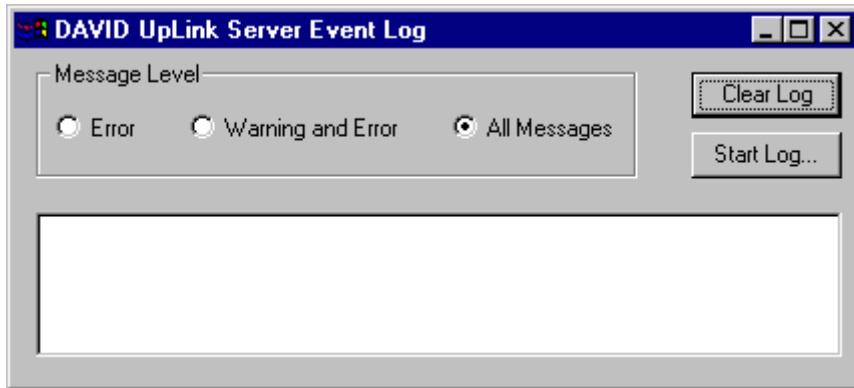 DAVID UpLink Server Event Log
Message Level
Error
Warning and Error
All Messages
Clear Log
Start Log...